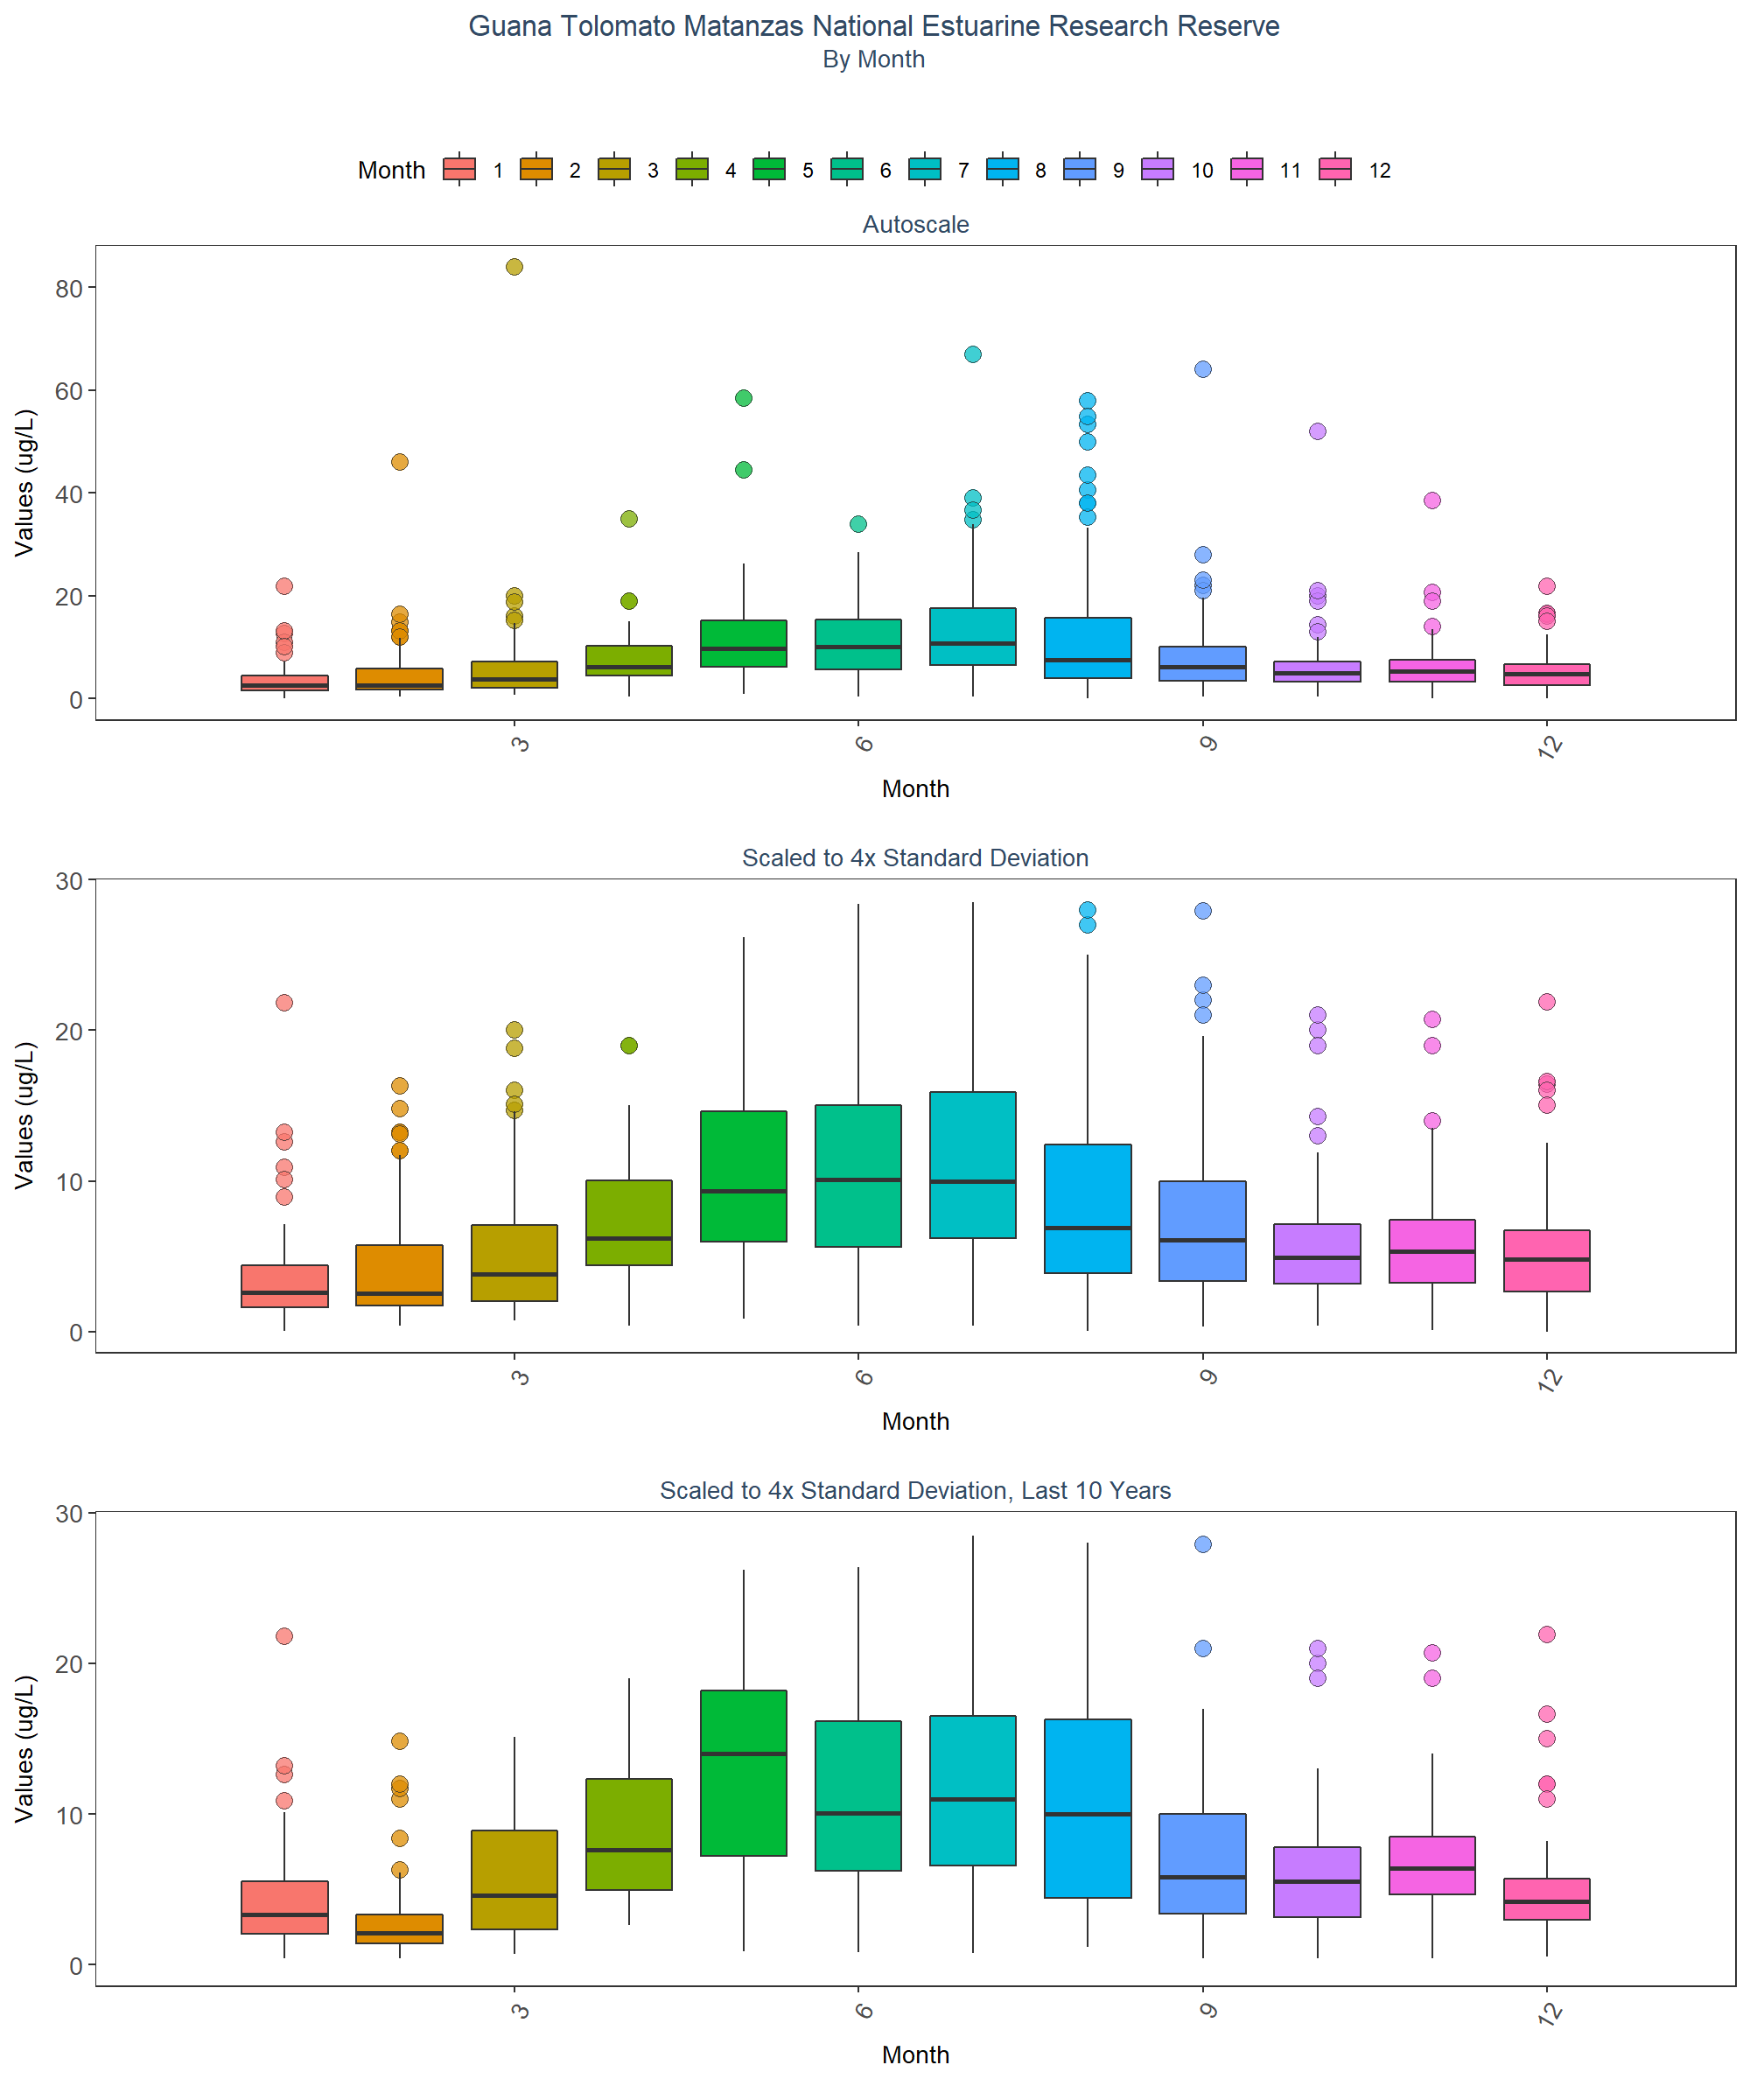 Guana Tolomato Matanzas National Estuarine Research Reserve
By Month
Month 1 2 3 4 5 6 7 8 9 10 11 12
Autoscale
Values (ug/L)
80
60
40
20
0
3 6 9 12
Month
Scaled to 4x Standard Deviation
Values (ug/L)
30
20
10
0
3 6 9 12
Month
Scaled to 4x Standard Deviation, Last 10 Years
Values (ug/L)
30
20
10
0
3 6 9 12
Month